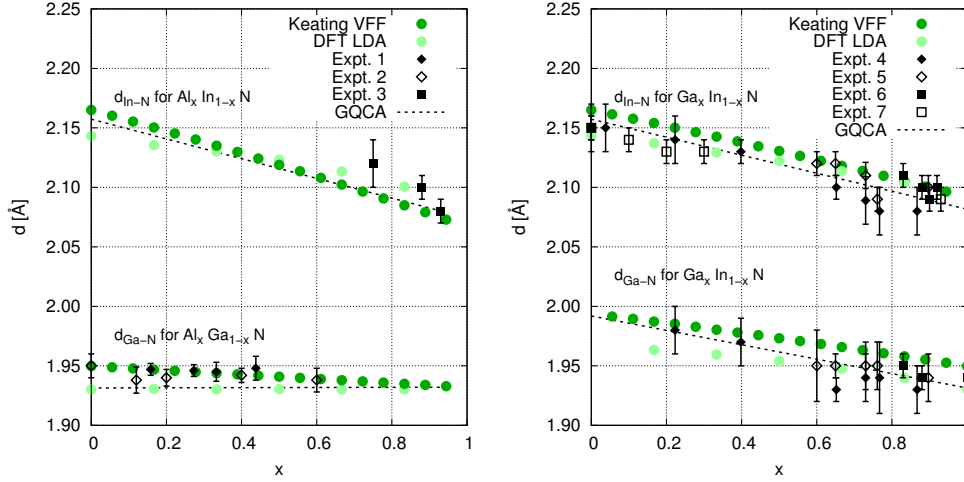 2.25
2.20
2.15
2.10
2.05
2.00
1.95
1.90
d [Å]
0
0.2
0.4
0.6
0.8
1
x
Keating VFF
DFT LDA
Expt. 1
Expt. 2
Expt. 3
GQCA
d_In−N for Al_x In_1−x N
d_Ga−N for Al_x Ga_1−x N
2.25
2.20
2.15
2.10
2.05
2.00
1.95
1.90
d [Å]
0
0.2
0.4
0.6
0.8
x
Keating VFF
DFT LDA
Expt. 4
Expt. 5
Expt. 6
Expt. 7
GQCA
d_In−N for Ga_x In_1−x N
d_Ga−N for Ga_x In_1−x N